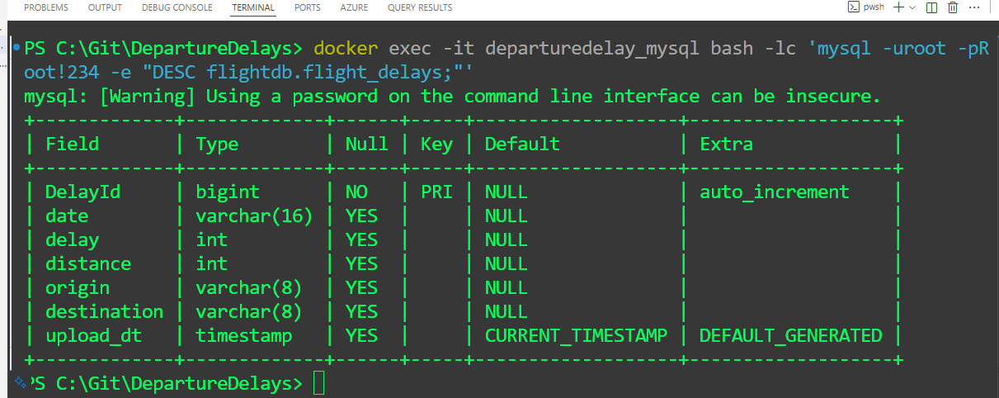 PROBLEMS OUTPUT DEBUG CONSOLE TERMINAL PORTS AZURE QUERY RESULTS pwsh
PS C:\Git\DepartureDelays> docker exec -it departuredelay_mysql bash -lc 'mysql -uroot -pR
oot!234 -e "DESC flightdb.flight_delays;"'
mysql: [Warning] Using a password on the command line interface can be insecure.
+-------------+-------------+------+-----+-------------------+-------------------+
| Field       | Type        | Null | Key | Default           | Extra             |
+-------------+-------------+------+-----+-------------------+-------------------+
| DelayId     | bigint      | NO   | PRI | NULL              | auto_increment    |
| date        | varchar(16) | YES  |     | NULL              |                   |
| delay       | int         | YES  |     | NULL              |                   |
| distance    | int         | YES  |     | NULL              |                   |
| origin      | varchar(8)  | YES  |     | NULL              |                   |
| destination | varchar(8)  | YES  |     | NULL              |                   |
| upload_dt   | timestamp   | YES  |     | CURRENT_TIMESTAMP | DEFAULT_GENERATED |
+-------------+-------------+------+-----+-------------------+-------------------+
PS C:\Git\DepartureDelays>